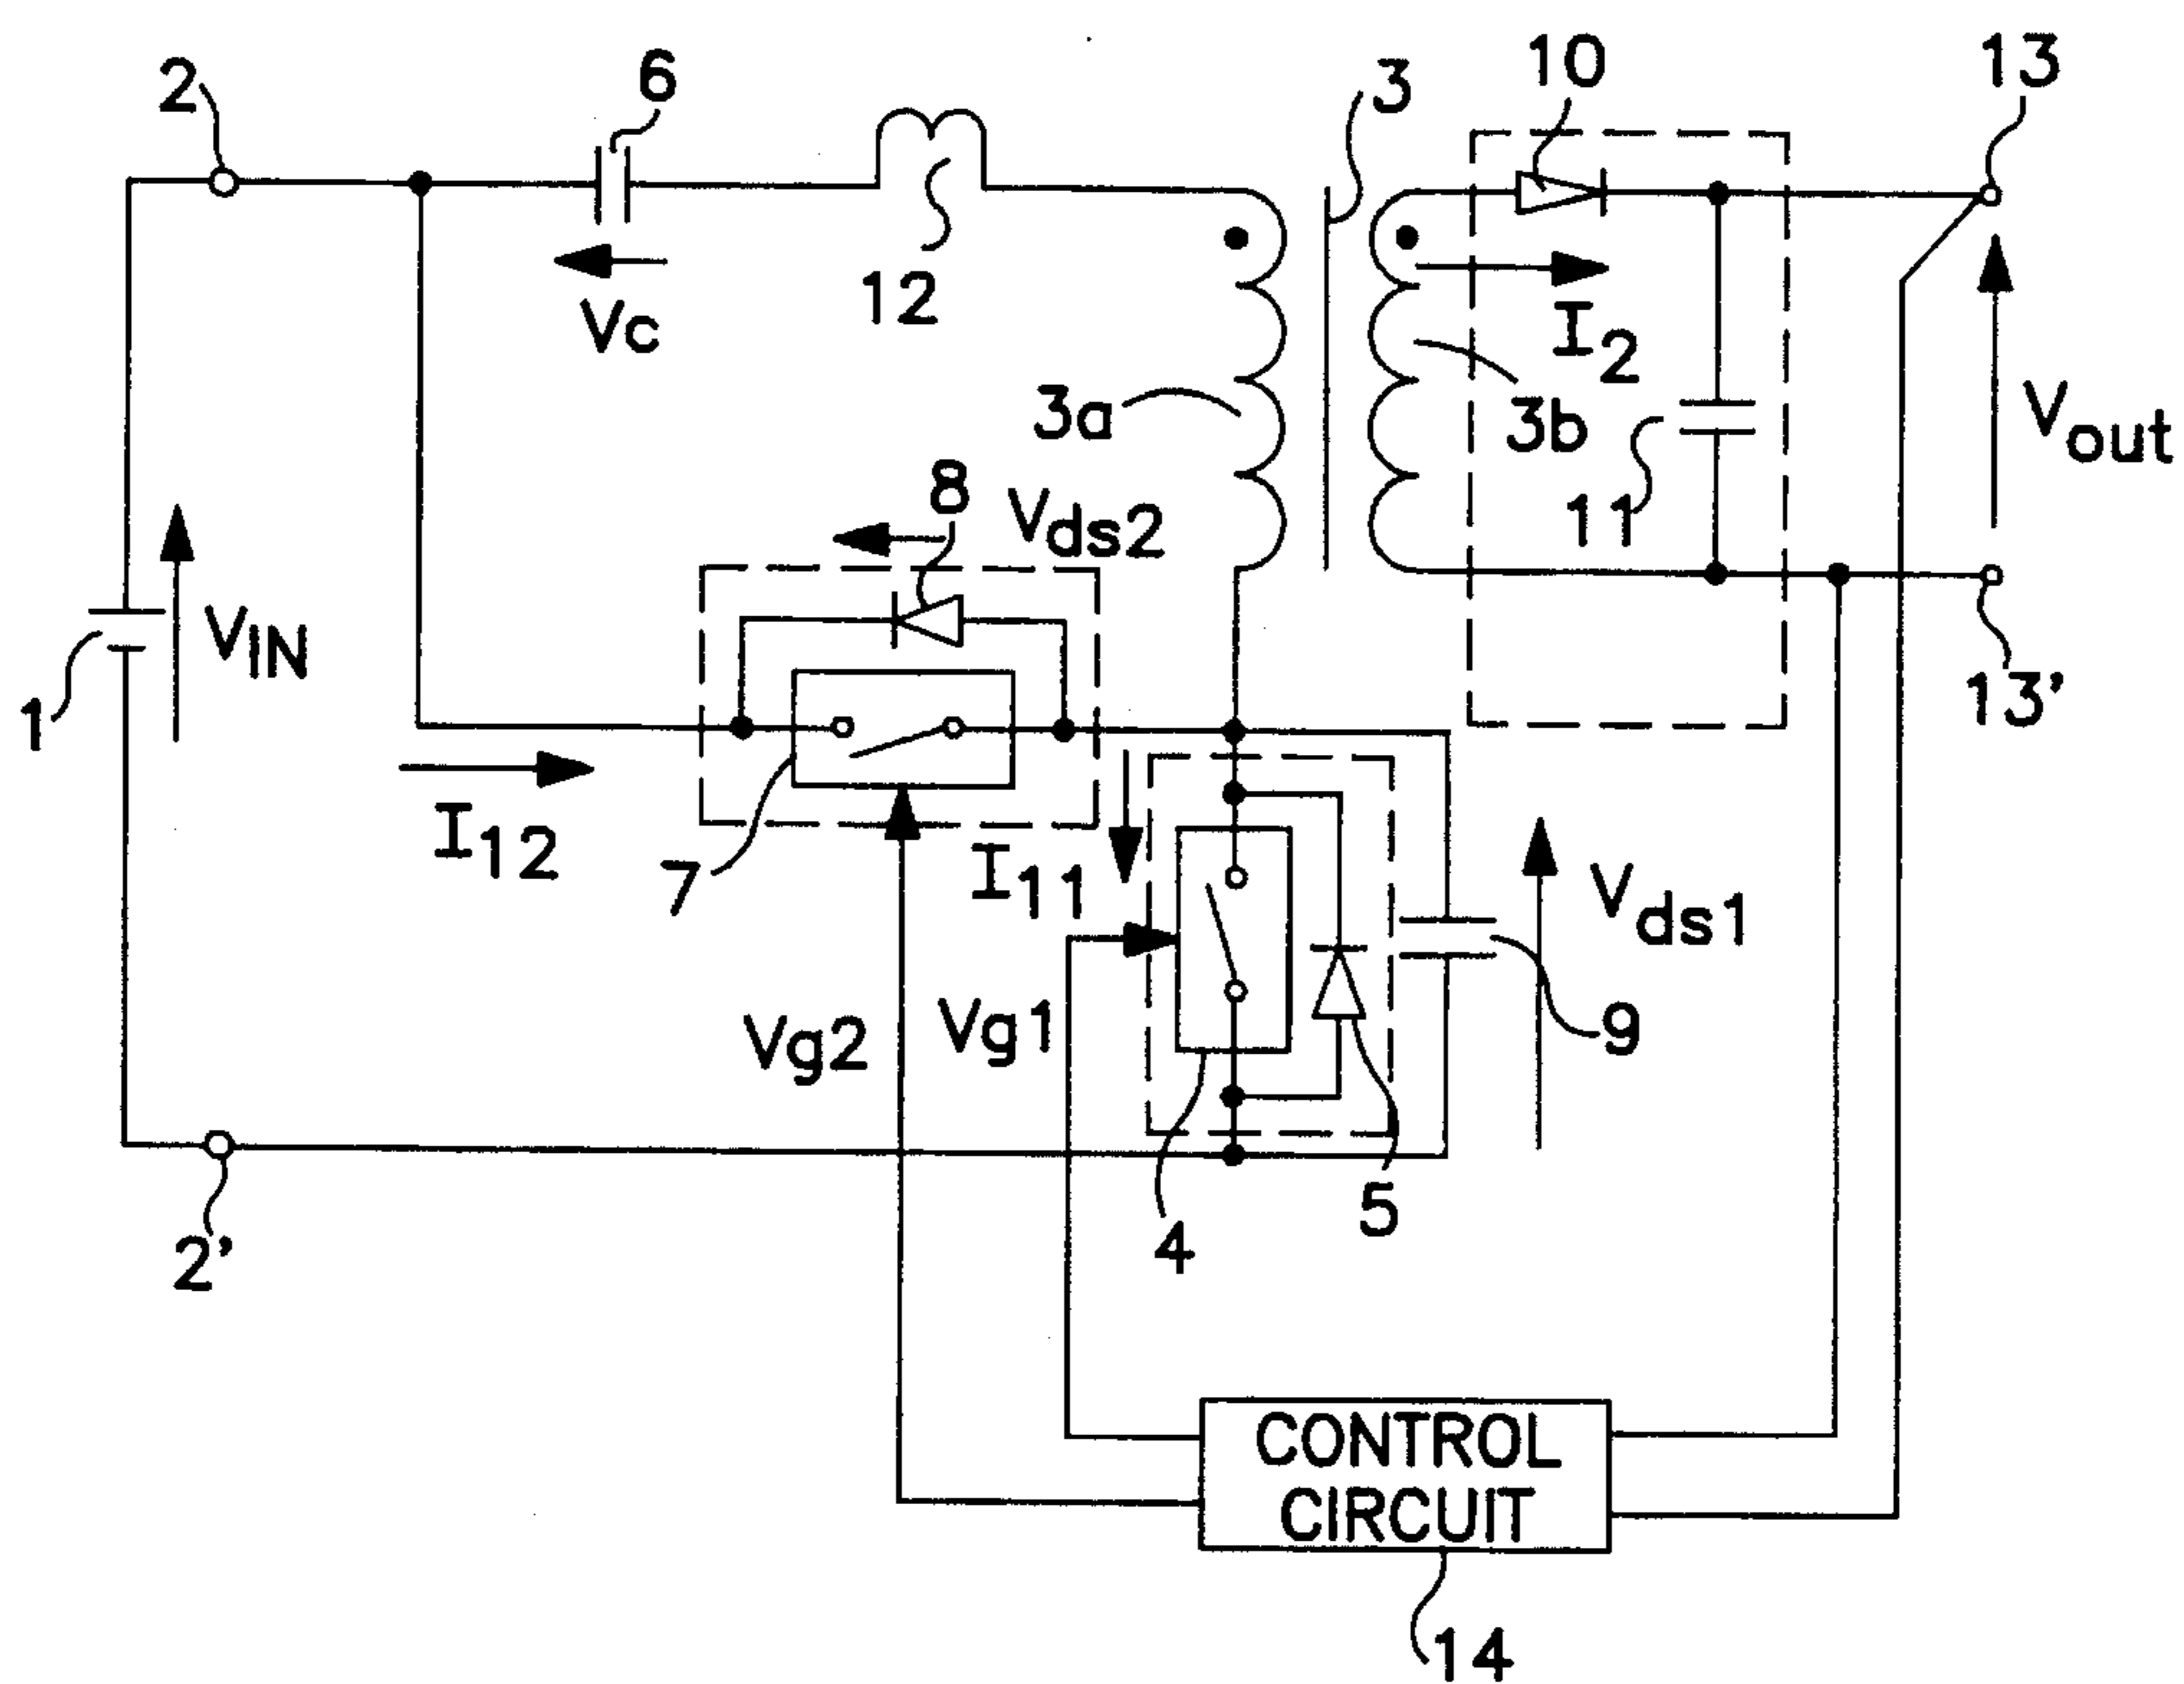 2
6
3
10
13
Vc
12
I2
3a
3b
Vout
11
8
Vds2
VIN
1
13'
I12
7
I11
Vds1
Vg2
Vg1
9
5
4
2'
CONTROL
CIRCUIT
14